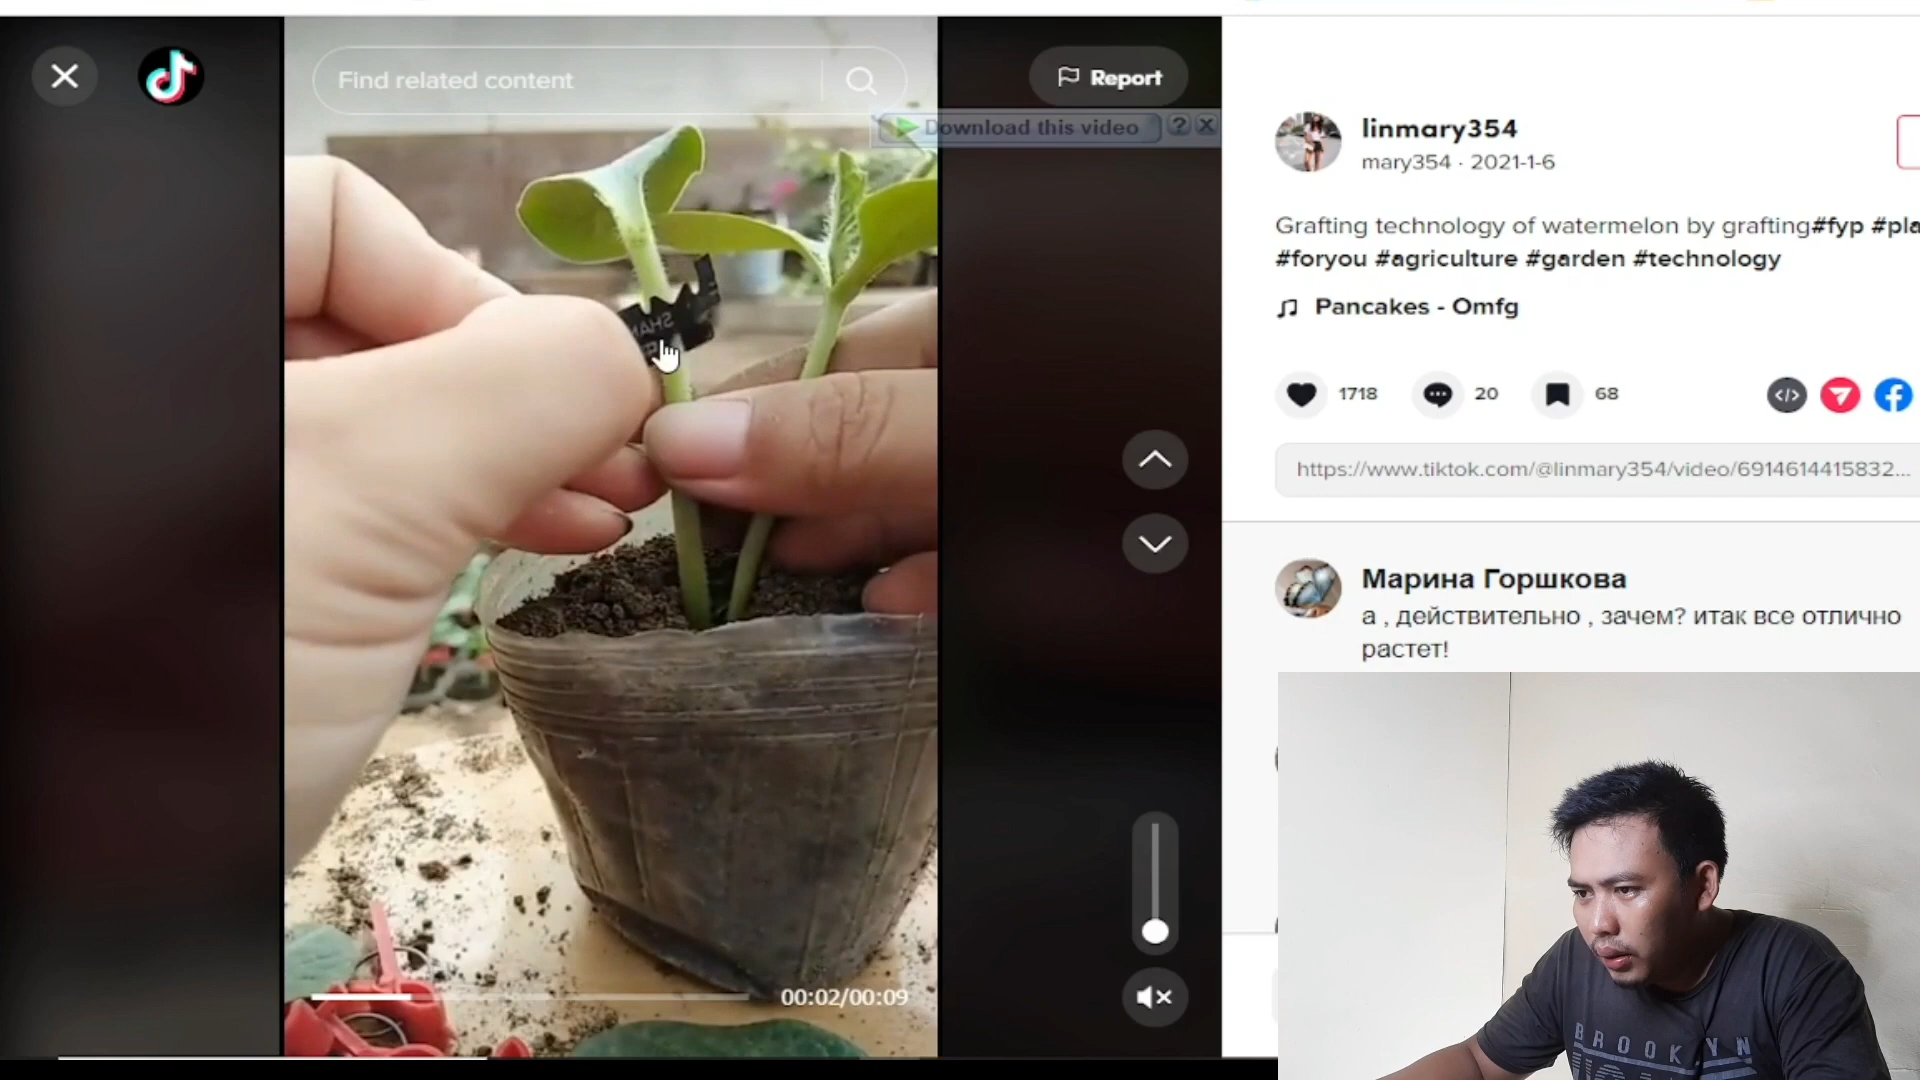 Find related content
Report
Download this video
?
linmary354
mary354 · 2021-1-6
Grafting technology of watermelon by grafting#fyp
#foryou #agriculture #garden #technology
Pancakes - Omfg
1718
20
68
https://www.tiktok.com/@linmary354/video/6914614415832...
Марина Горшкова
а , действительно , зачем? итак все отлично
растет!
00:02/00:09
BROOKLYN